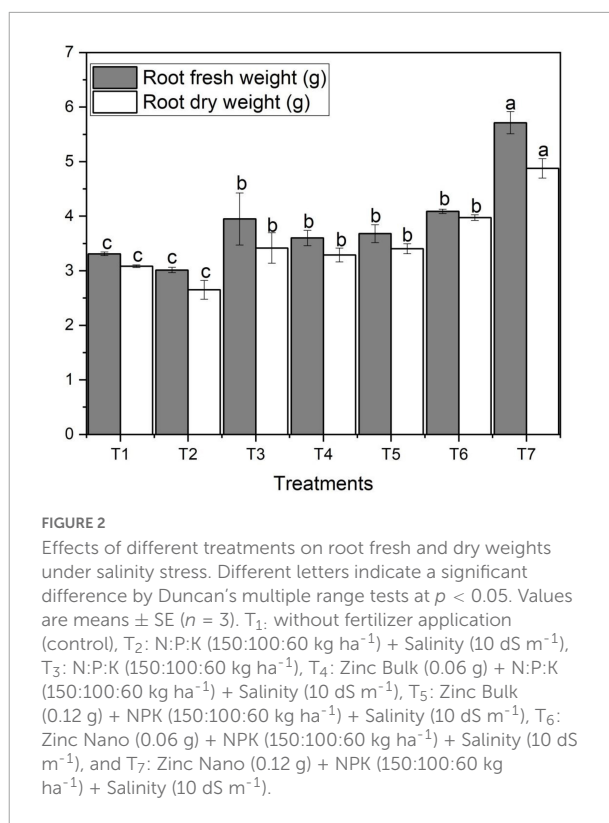 7
6
5
4
3
2
1
0
Root fresh weight (g)
Root dry weight (g)
c
c
c
c
b
b
b
b
b
b
b
b
a
a
T1
T2
T3
T4
T5
T6
T7
Treatments
FIGURE 2
Effects of different treatments on root fresh and dry weights
under salinity stress. Different letters indicate a significant
difference by Duncan's multiple range tests at p < 0.05. Values
are means ± SE (n = 3). T₁: without fertilizer application
(control), T₂: N:P:K (150:100:60 kg ha⁻¹) + Salinity (10 dS m⁻¹),
T₃: N:P:K (150:100:60 kg ha⁻¹), T₄: Zinc Bulk (0.06 g) + N:P:K
(150:100:60 kg ha⁻¹) + Salinity (10 dS m⁻¹), T₅: Zinc Bulk
(0.12 g) + NPK (150:100:60 kg ha⁻¹) + Salinity (10 dS m⁻¹), T₆:
Zinc Nano (0.06 g) + NPK (150:100:60 kg ha⁻¹) + Salinity (10 dS
m⁻¹), and T₇: Zinc Nano (0.12 g) + NPK (150:100:60 kg
ha⁻¹) + Salinity (10 dS m⁻¹).